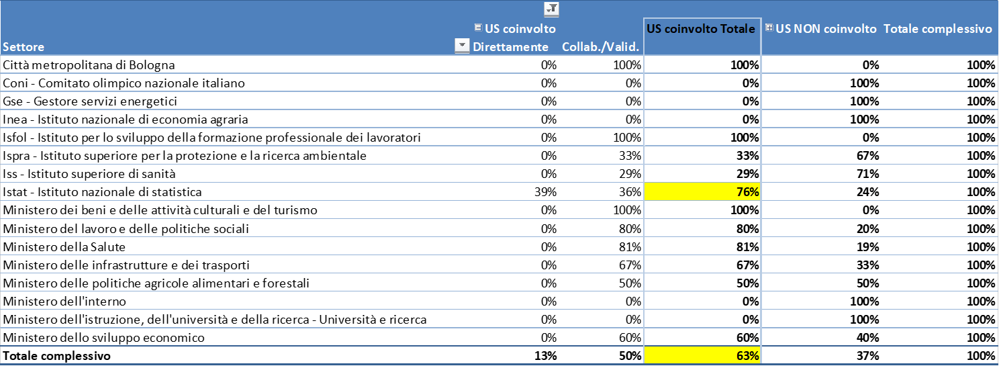 US coinvolto US coinvolto Totale US NON coinvolto Totale complessivo
Settore Direttamente Collab./Valid.
Città metropolitana di Bologna 0% 100% 100% 0% 100%
Coni - Comitato olimpico nazionale italiano 0% 0% 0% 100% 100%
Gse - Gestore servizi energetici 0% 0% 0% 100% 100%
Inea - Istituto nazionale di economia agraria 0% 0% 0% 100% 100%
Isfol - Istituto per lo sviluppo della formazione professionale dei lavoratori 0% 100% 100% 0% 100%
Ispra - Istituto superiore per la protezione e la ricerca ambientale 0% 33% 33% 67% 100%
Iss - Istituto superiore di sanità 0% 29% 29% 71% 100%
Istat - Istituto nazionale di statistica 39% 36% 76% 24% 100%
Ministero dei beni e delle attività culturali e del turismo 0% 100% 100% 0% 100%
Ministero del lavoro e delle politiche sociali 0% 80% 80% 20% 100%
Ministero della Salute 0% 81% 81% 19% 100%
Ministero delle infrastrutture e dei trasporti 0% 67% 67% 33% 100%
Ministero delle politiche agricole alimentari e forestali 0% 50% 50% 50% 100%
Ministero dell'interno 0% 0% 0% 100% 100%
Ministero dell'istruzione, dell'università e della ricerca - Università e ricerca 0% 0% 0% 100% 100%
Ministero dello sviluppo economico 0% 60% 60% 40% 100%
Totale complessivo 13% 50% 63% 37% 100%